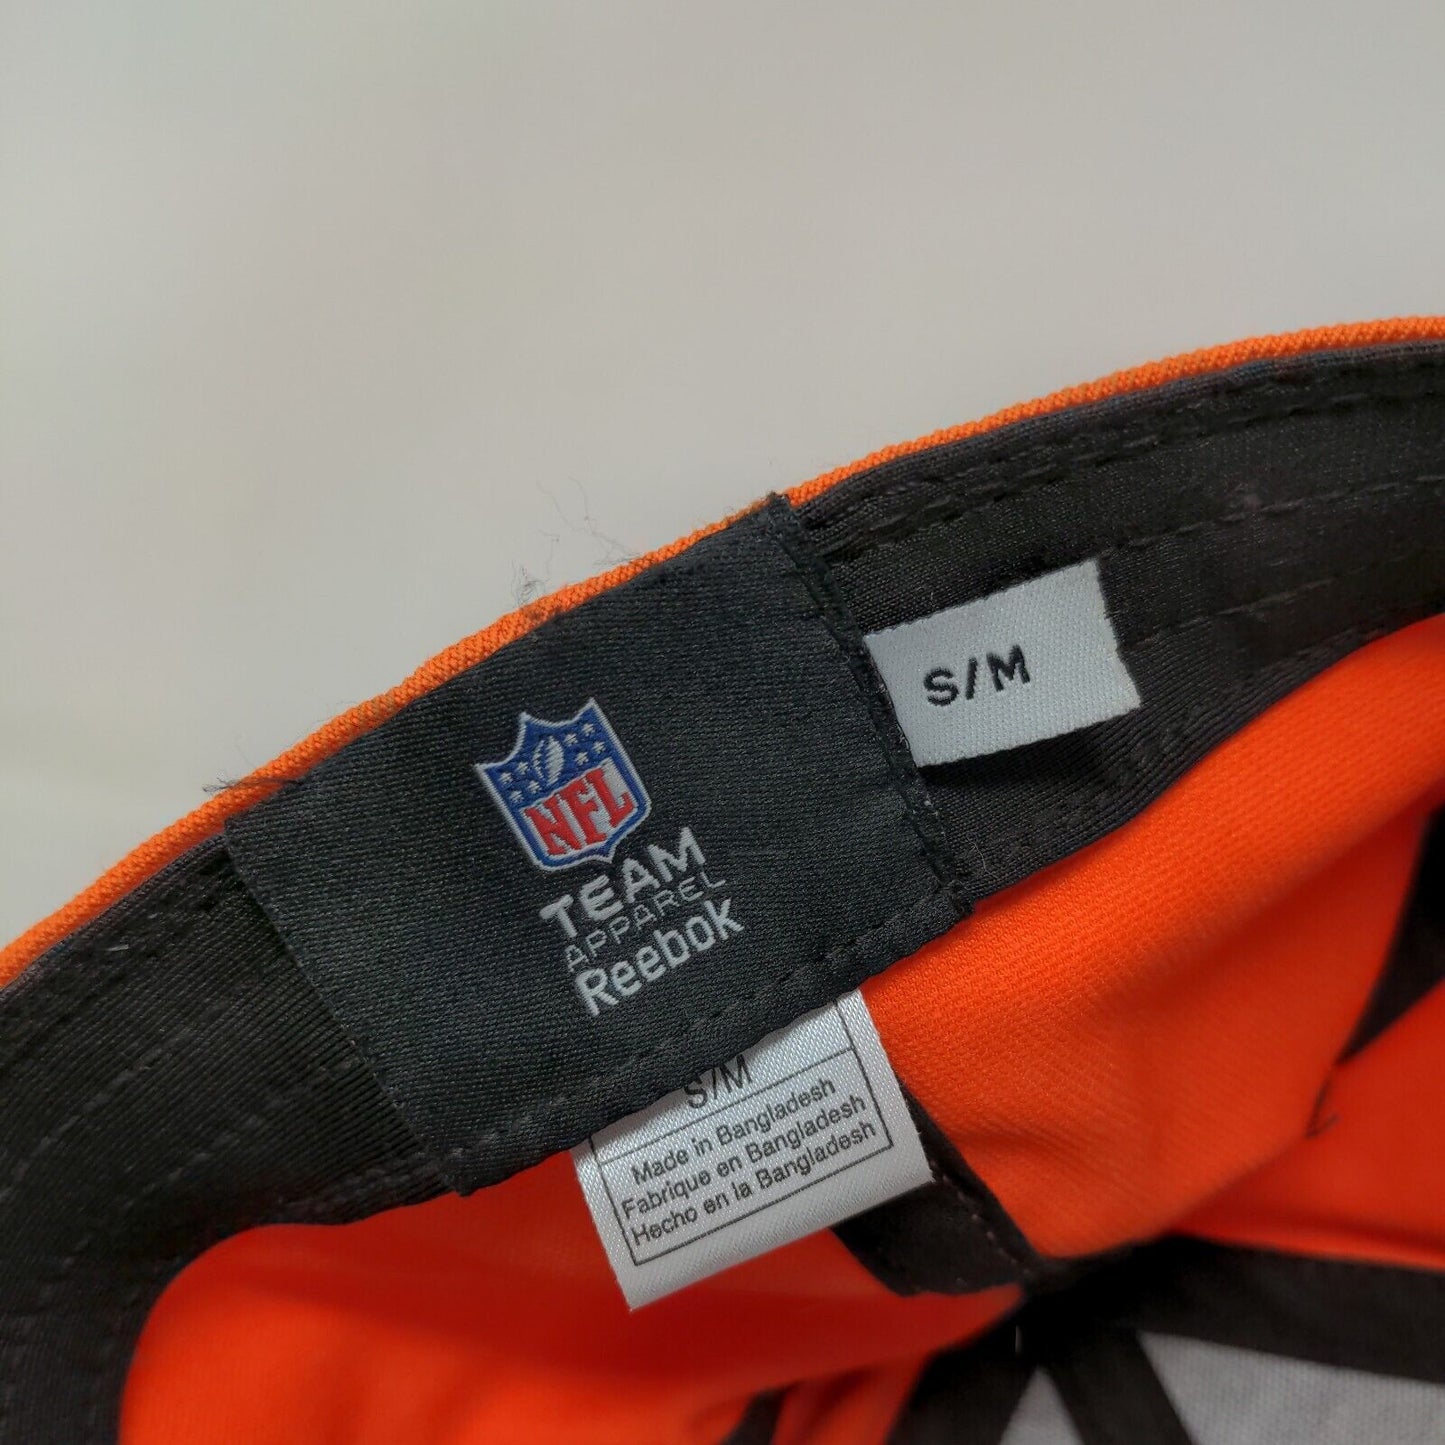 NFL
TEAM
APPAREL
Reebok
S/M
S/M
Made in Bangladesh
Fabrique en Bangladesh
Hecho en la Bangladesh